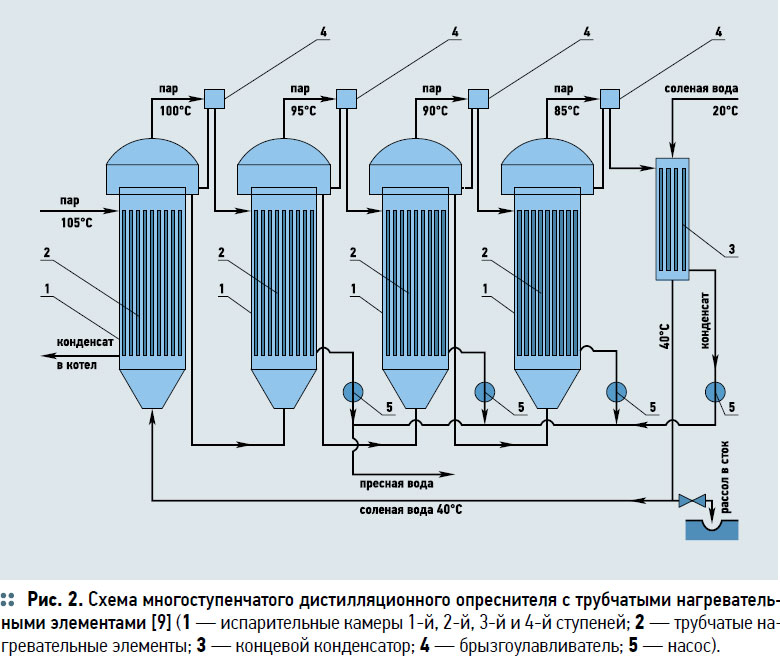 4 4 4 4
пар пар пар пар соленая вода
100°C 95°C 90°C 85°C 20°C
пар
105°C
2 2 2 2 3
1 1 1 1
конденсат
в котел
40°C
конденсат
5 5 5 5
пресная вода
соленая вода 40°C
рассол в сток
Рис. 2. Схема многоступенчатого дистилляционного опреснителя с трубчатыми нагреватель-
ными элементами [9] (1 — испарительные камеры 1-й, 2-й, 3-й и 4-й ступеней; 2 — трубчатые на-
гревательные элементы; 3 — концевой конденсатор; 4 — брызгоулавливатель; 5 — насос).